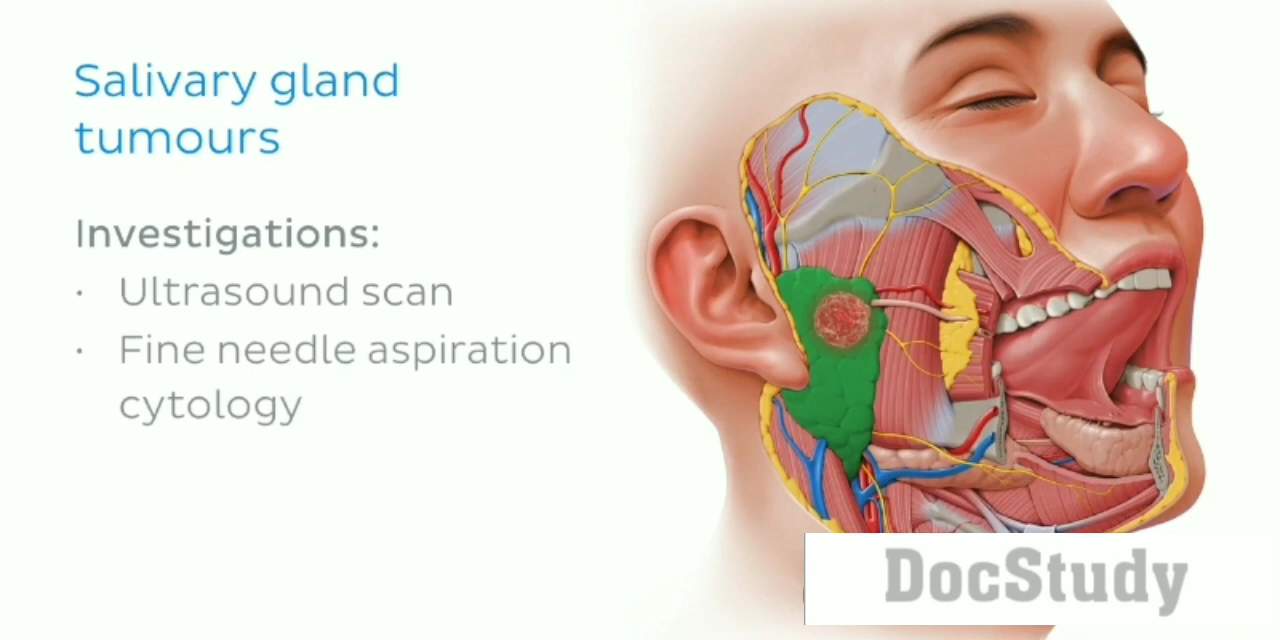 Salivary gland
tumours
Investigations:
· Ultrasound scan
· Fine needle aspiration
cytology
DocStudy